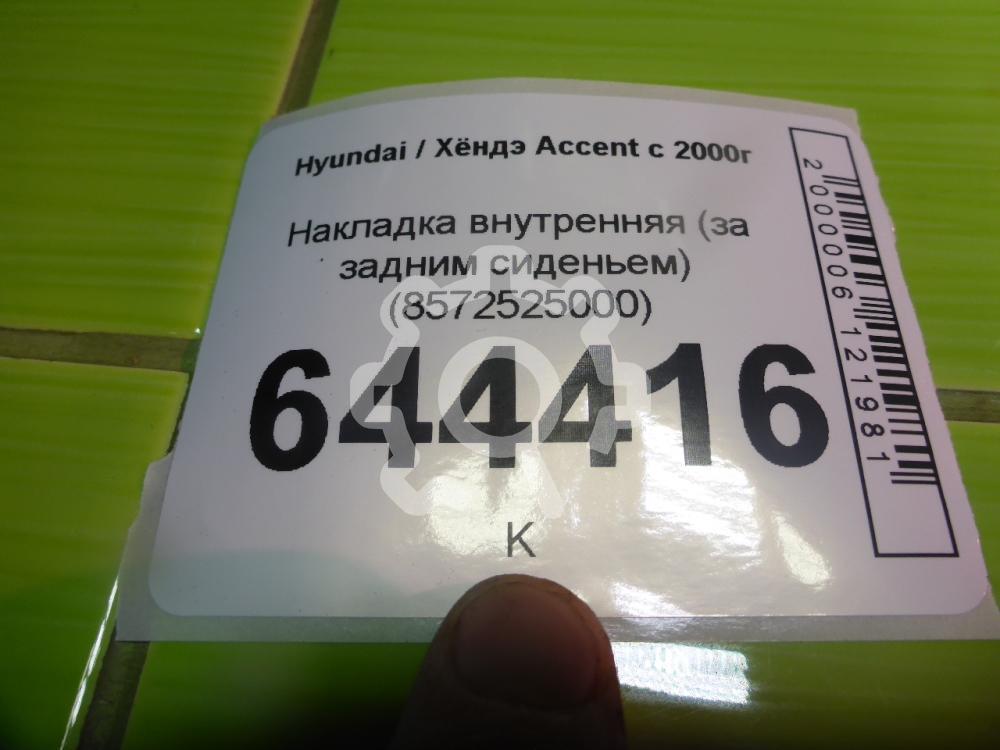 Hyundai / Хёндэ Accent с 2000г
Накладка внутренняя (за
задним сиденьем)
(8572525000)
644416
К
2000006121981